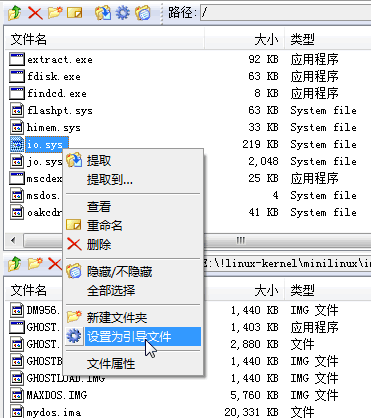 路径: /
文件名 大小 类型
extract.exe 92 KB 应用程序
fdisk.exe 63 KB 应用程序
findcd.exe 8 KB 应用程序
flashpt.sys 63 KB System file
himem.sys 33 KB System file
io.sys 219 KB System file
jo.sys 2,048 System file
mscdex 25 KB 应用程序
msdos. 4 System file
oakcdr 41 KB System file
提取
提取到...
查看
重命名
删除
隐藏/不隐藏
全部选择
新建文件夹
设置为引导文件
文件属性
E:\!linux-kernel\minilinux\i
文件名 大小 类型
DM956. 1,440 KB IMG 文件
GHOST. 1,403 KB 应用程序
GHOST. 2,880 KB 文件
GHOSTB 1,440 KB IMG 文件
GHOSTLOAD.IMG 1,440 KB IMG 文件
MAXDOS.IMG 5,760 KB IMG 文件
mydos.ima 20,331 KB 文件